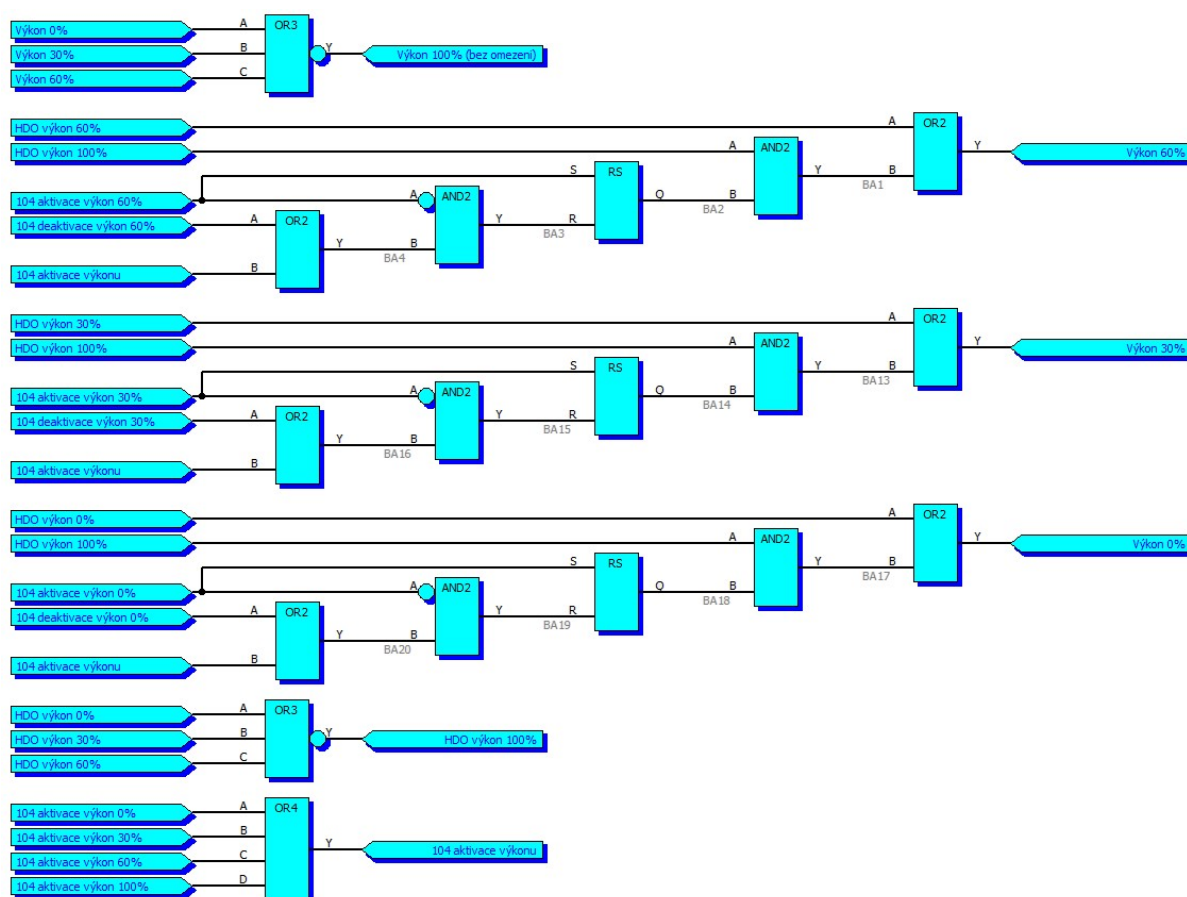 A OR3
Výkon 0%
B Y
Výkon 30% Výkon 100% (bez omezení)
C
Výkon 60%
A OR2
HDO výkon 60%
A AND2 Y
HDO výkon 100% Výkon 60%
S RS Y B
BA1
A AND2 Q B
104 aktivace výkon 60% BA2
A OR2 Y R
104 deaktivace výkon 60% BA3
Y B
BA4
B
104 aktivace výkonu
A OR2
HDO výkon 30%
A AND2 Y
HDO výkon 100% Výkon 30%
S RS Y B
BA13
A AND2 Q B
104 aktivace výkon 30% BA14
A OR2 Y R
104 deaktivace výkon 30% BA15
Y B
BA16
B
104 aktivace výkonu
A OR2
HDO výkon 0%
A AND2 Y
HDO výkon 100% Výkon 0%
S RS Y B
BA17
A AND2 Q B
104 aktivace výkon 0% BA18
A OR2 Y R
104 deaktivace výkon 0% BA19
Y B
BA20
B
104 aktivace výkonu
A OR3
HDO výkon 0%
B Y
HDO výkon 30% HDO výkon 100%
C
HDO výkon 60%
A OR4
104 aktivace výkon 0%
B
104 aktivace výkon 30% Y
C 104 aktivace výkonu
104 aktivace výkon 60%
D
104 aktivace výkon 100%